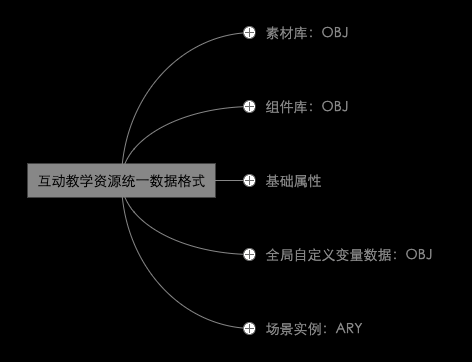 素材库：OBJ
组件库：OBJ
互动教学资源统一数据格式
基础属性
全局自定义变量数据：OBJ
场景实例：ARY